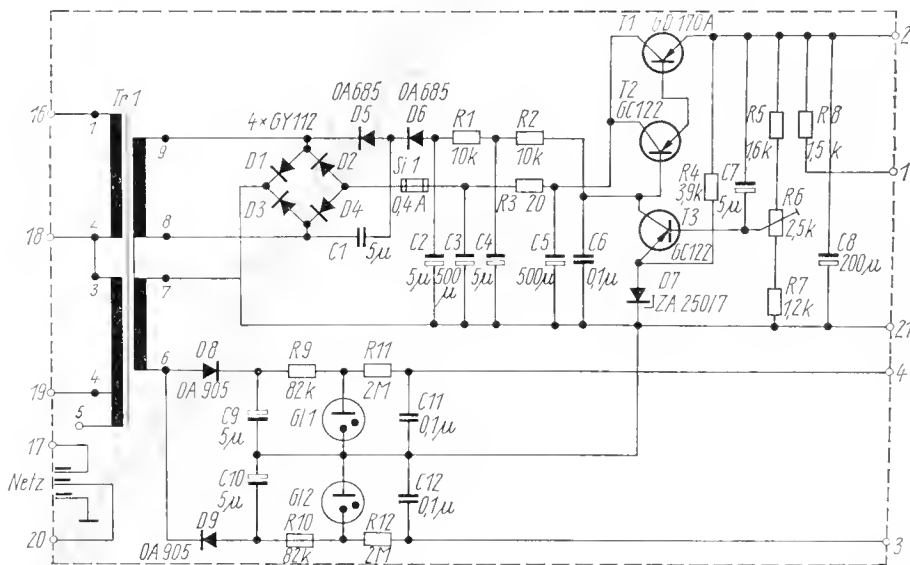 T1 GD 170A
2
OA685 OA685
D5 D6
Tr 1
16
1
4×GY112
T2
GC122
R1
R2
9
D1
D2
10k
10k
Si 1
D3
D4
0,4A
R3 20
R4
3,9k
C7
5µ
R5
1,6k
R8
1,5k
1
R6
2,5k
T3
GC122
18
2
8
C1
5µ
3
7
C2
5µ
C3
500
µ
C4
5µ
C5
500µ
C6
0,1µ
D7
ZA 250/7
R7
1,2k
C8
200µ
21
6
D8
OA 905
R9
82k
R11
2M
4
19
4
5
C9
5µ
Gl1
C11
0,1µ
17
Netz
20
C10
5µ
Gl2
C12
0,1µ
D9
OA 905
R10
82k
R12
2M
3